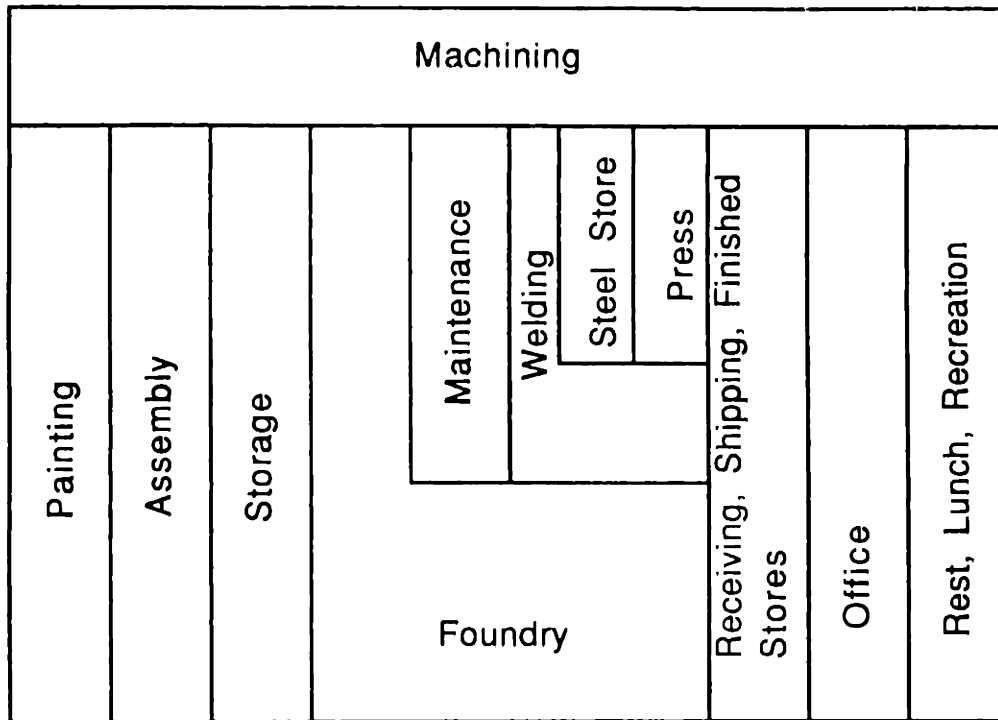 Machining
Painting
Assembly
Storage
Maintenance
Welding
Steel Store
Press
Receiving, Shipping, Finished
Stores
Office
Rest, Lunch, Recreation
Foundry